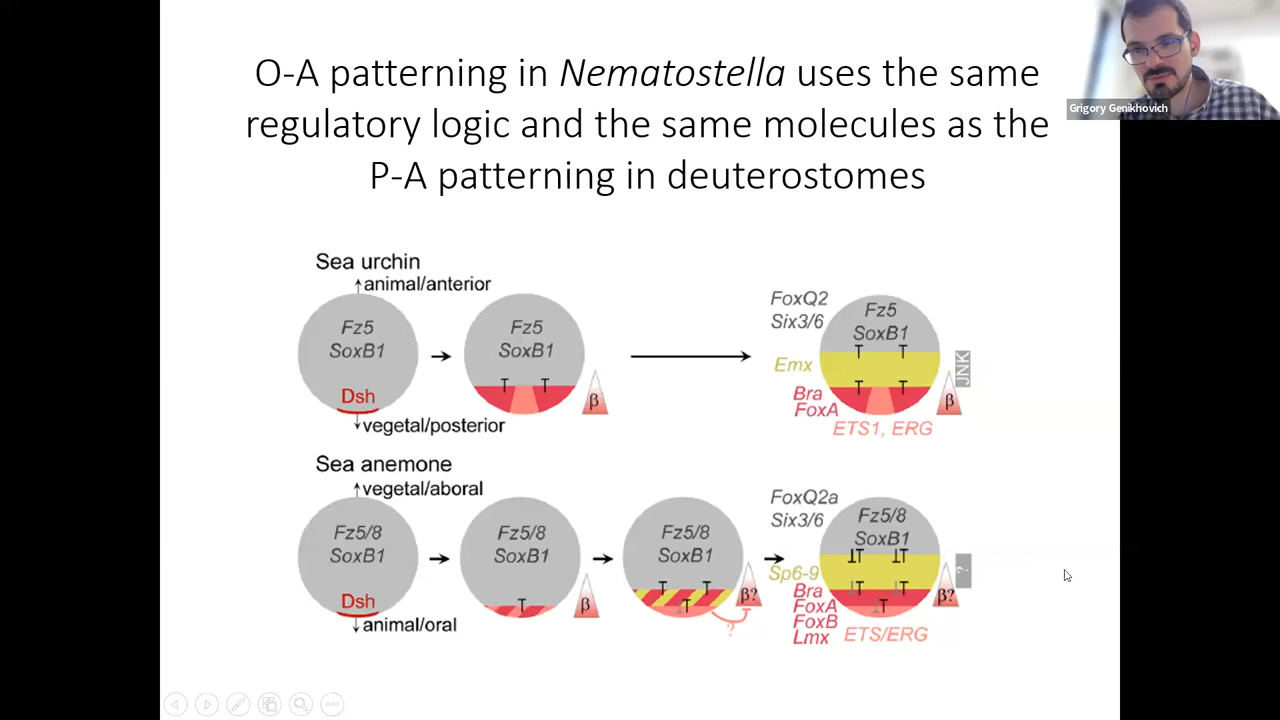 O-A patterning in Nematostella uses the same
regulatory logic and the same molecules as the
P-A patterning in deuterostomes
Grigory Genikhovich
Sea urchin
animal/anterior
Fz5
SoxB1
Dsh
vegetal/posterior
Fz5
SoxB1
β
FoxQ2
Six3/6
Emx
Bra
FoxA
Fz5
SoxB1
ETS1, ERG
β
JNK
Sea anemone
vegetal/aboral
Fz5/8
SoxB1
Dsh
animal/oral
Fz5/8
SoxB1
β
Fz5/8
SoxB1
β?
?
FoxQ2a
Six3/6
Sp6-9
Bra
FoxA
FoxB
Lmx
Fz5/8
SoxB1
ETS/ERG
β?
?